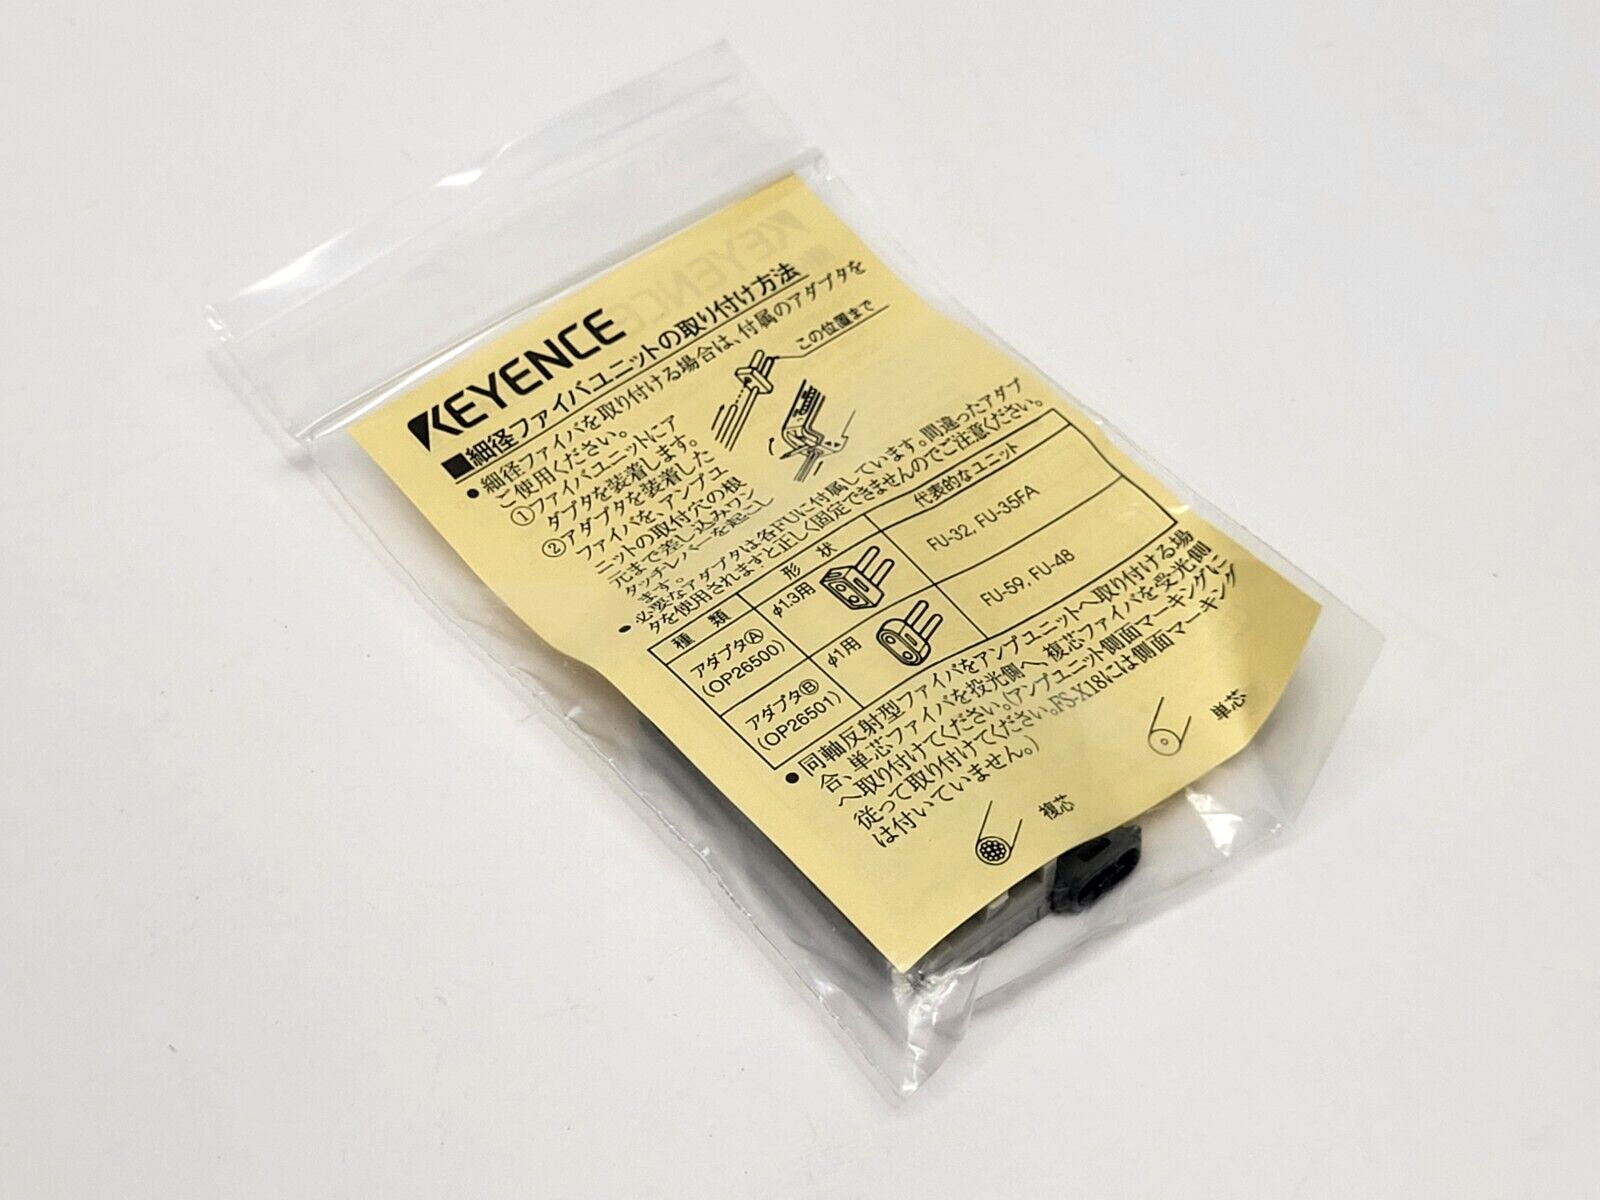 KEYENCE
■細径ファイバユニットの取り付け方法
● 細径ファイバを取り付ける場合は、付属のアダプタを
ご使用ください。
①ファイバユニットにア
ダプタを装着します。
②アダプタを装着した
ファイバを、アンプユ
ニットの取付穴の根
元まで差し込みワン
タッチレバーを起こし
ます。
この位置まで
● 必要なアダプタは各FUに付属しています。間違ったアダプ
タを使用されますと正しく固定できませんのでご注意ください。
種 類 形 状 代表的なユニット
アダプタⒶ φ1.3用 FU-32, FU-35FA
(OP26500)
アダプタⒷ φ1用 FU-59, FU-48
(OP26501)
● 同軸反射型ファイバをアンプユニットへ取り付ける場
合、単芯ファイバを投光側へ、複芯ファイバを受光側
へ取り付けてください。(アンプユニット側面マーキングに
従って取り付けてください。FS-X18には側面マーキング
は付いていません。)
複芯
単芯